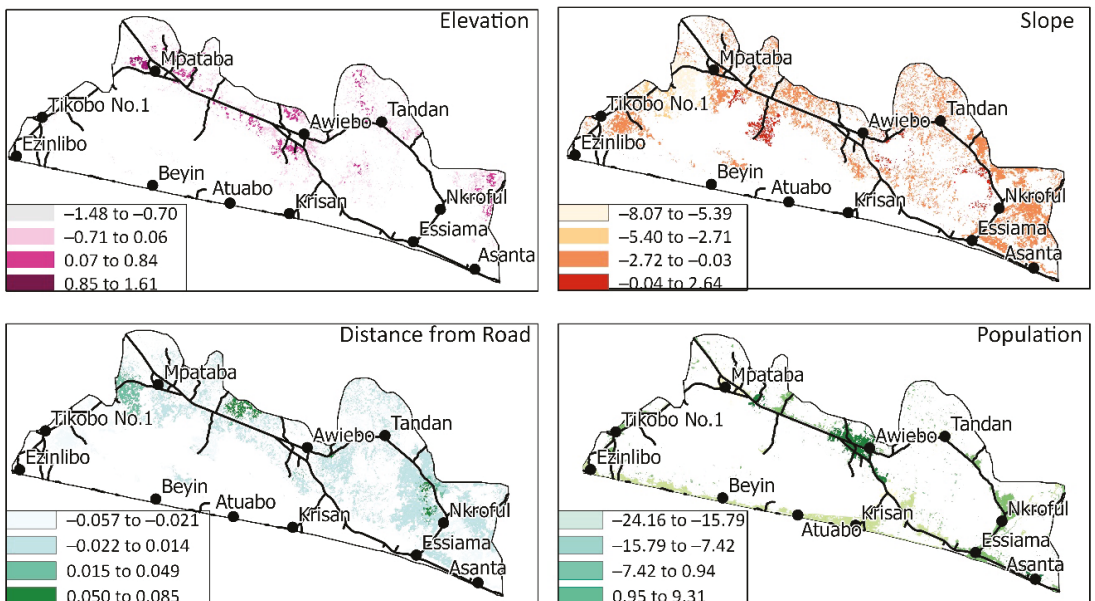 Elevation
Mpataba
Tikobo No.1
Tandan
Awiebo
Ezinlibo
Beyin
Atuabo
Krisan
Nkroful
Essiama
Asanta
−1.48 to −0.70
−0.71 to 0.06
0.07 to 0.84
0.85 to 1.61
Slope
Mpataba
Tikobo No.1
Tandan
Awiebo
Ezinlibo
Beyin
Atuabo
Krisan
Nkroful
Essiama
Asanta
−8.07 to −5.39
−5.40 to −2.71
−2.72 to −0.03
−0.04 to 2.64
Distance from Road
Mpataba
Tikobo No.1
Tandan
Awiebo
Ezinlibo
Beyin
Atuabo
Krisan
Nkroful
Essiama
Asanta
−0.057 to −0.021
−0.022 to 0.014
0.015 to 0.049
0.050 to 0.085
Population
Mpataba
Tikobo No.1
Tandan
Awiebo
Ezinlibo
Beyin
Atuabo
Krisan
Nkroful
Essiama
Asanta
−24.16 to −15.79
−15.79 to −7.42
−7.42 to 0.94
0.95 to 9.31